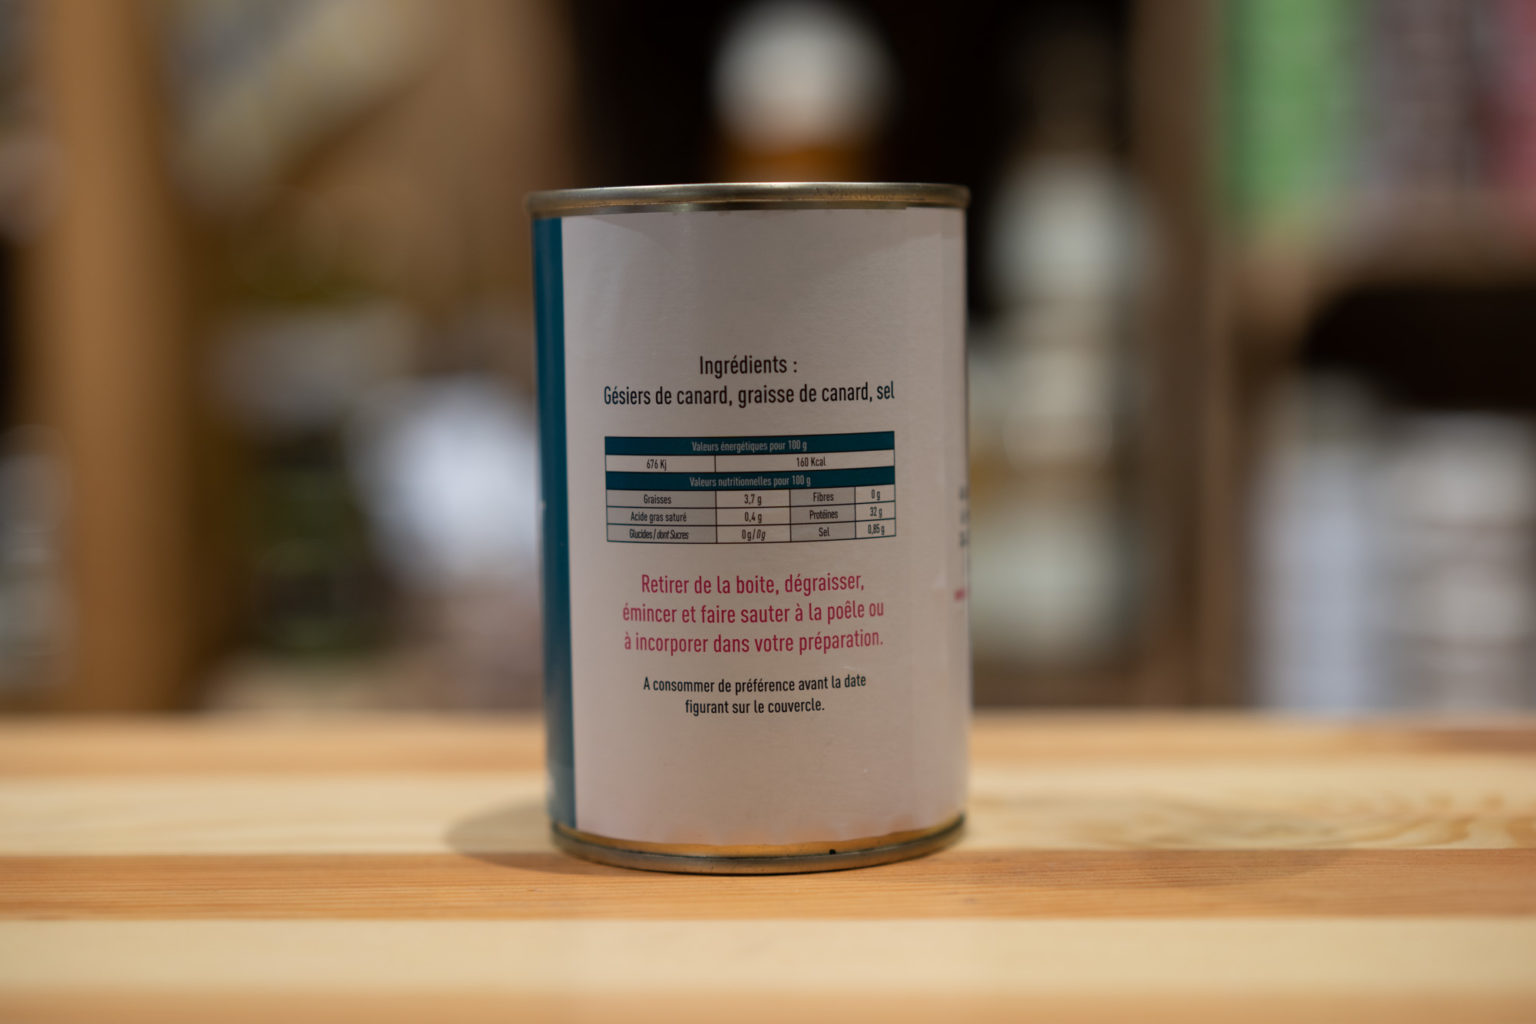 Ingrédients :
Gésiers de canard, graisse de canard, sel
Valeurs énergétiques pour 100 g
676 Kj 160 Kcal
Valeurs nutritionnelles pour 100 g
Graisses 3,7 g Fibres 0 g
Acide gras saturé 0,4 g Protéines 32 g
Glucides / dont Sucres 0 g / 0g Sel 0,85 g
Retirer de la boite, dégraisser,
émincer et faire sauter à la poêle ou
à incorporer dans votre préparation.
A consommer de préférence avant la date
figurant sur le couvercle.